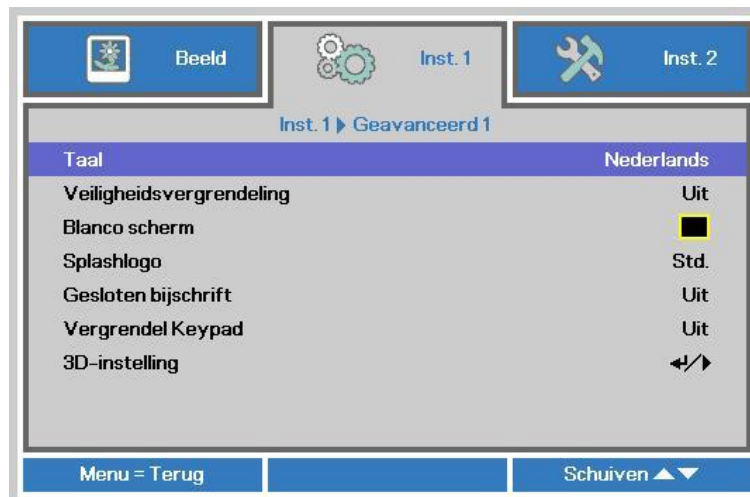 Beeld
Inst. 1
Inst. 2
Inst. 1 Geavanceerd 1
Taal Nederlands
Veiligheidsvergrendeling Uit
Blanco scherm
Splashlogo Std.
Gesloten bijschrift Uit
Vergrendel Keypad Uit
3D-instelling
Menu = Terug
Schuiven